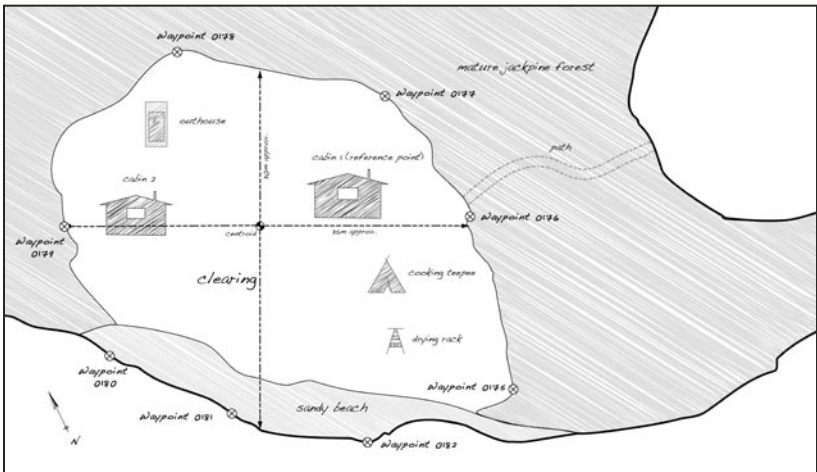 Waypoint 0178
mature jackpine forest
Waypoint 0177
outhouse
path
cabin 1 (reference point)
cabin 2
Waypoint 0176
Waypoint
0179
centroid
35m approx.
clearing
cooking teepee
drying rack
Waypoint
0180
Waypoint 0175
sandy beach
Waypoint 0181
Waypoint 0182
N